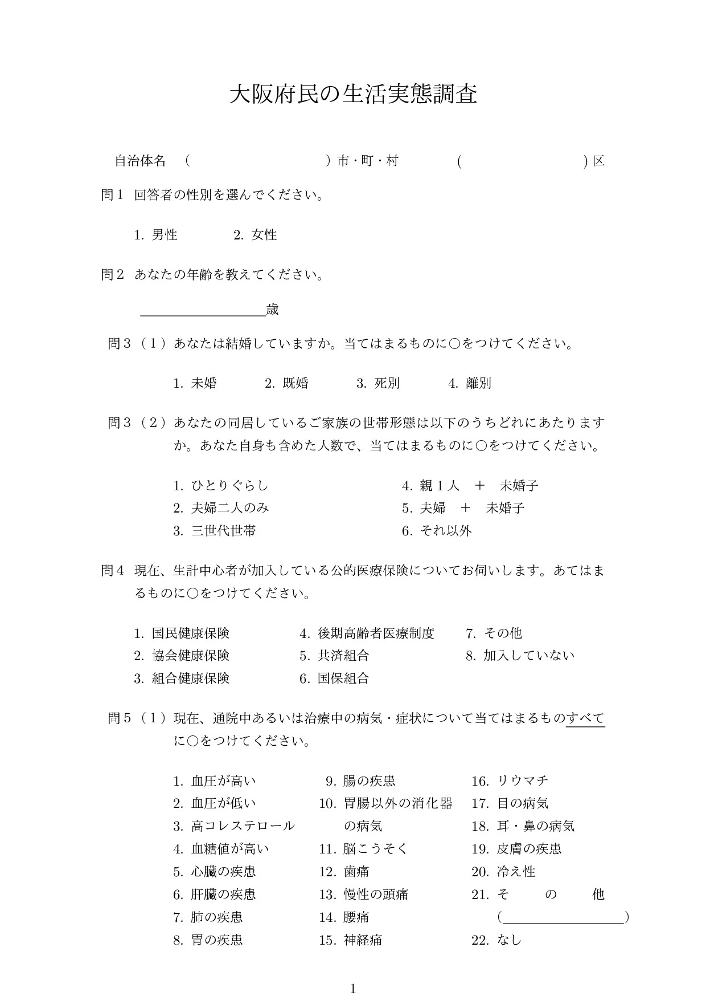 大阪府民の生活実態調査
自治体名　（　　　　　　　　　　）市・町・村　　　　(　　　　　　　　　)区
問１ 回答者の性別を選んでください。
1. 男性　　　　2. 女性
問２ あなたの年齢を教えてください。
＿＿＿＿＿＿＿＿歳
問３（１）あなたは結婚していますか。当てはまるものに○をつけてください。
1. 未婚　　　2. 既婚　　　3. 死別　　　4. 離別
問３（２）あなたの同居しているご家族の世帯形態は以下のうちどれにあたります
か。あなた自身も含めた人数で、当てはまるものに○をつけてください。
1. ひとりぐらし
2. 夫婦二人のみ
3. 三世代世帯
4. 親１人　＋　未婚子
5. 夫婦　＋　未婚子
6. それ以外
問４ 現在、生計中心者が加入している公的医療保険についてお伺いします。あてはま
るものに○をつけてください。
1. 国民健康保険
2. 協会健康保険
3. 組合健康保険
4. 後期高齢者医療制度
5. 共済組合
6. 国保組合
7. その他
8. 加入していない
問５（１）現在、通院中あるいは治療中の病気・症状について当てはまるものすべて
に○をつけてください。
1. 血圧が高い
2. 血圧が低い
3. 高コレステロール
4. 血糖値が高い
5. 心臓の疾患
6. 肝臓の疾患
7. 肺の疾患
8. 胃の疾患
9. 腸の疾患
10. 胃腸以外の消化器
の病気
11. 脳こうそく
12. 歯痛
13. 慢性の頭痛
14. 腰痛
15. 神経痛
16. リウマチ
17. 目の病気
18. 耳・鼻の病気
19. 皮膚の疾患
20. 冷え性
21. そ　の　他
（＿＿＿＿＿＿＿＿）
22. なし
1